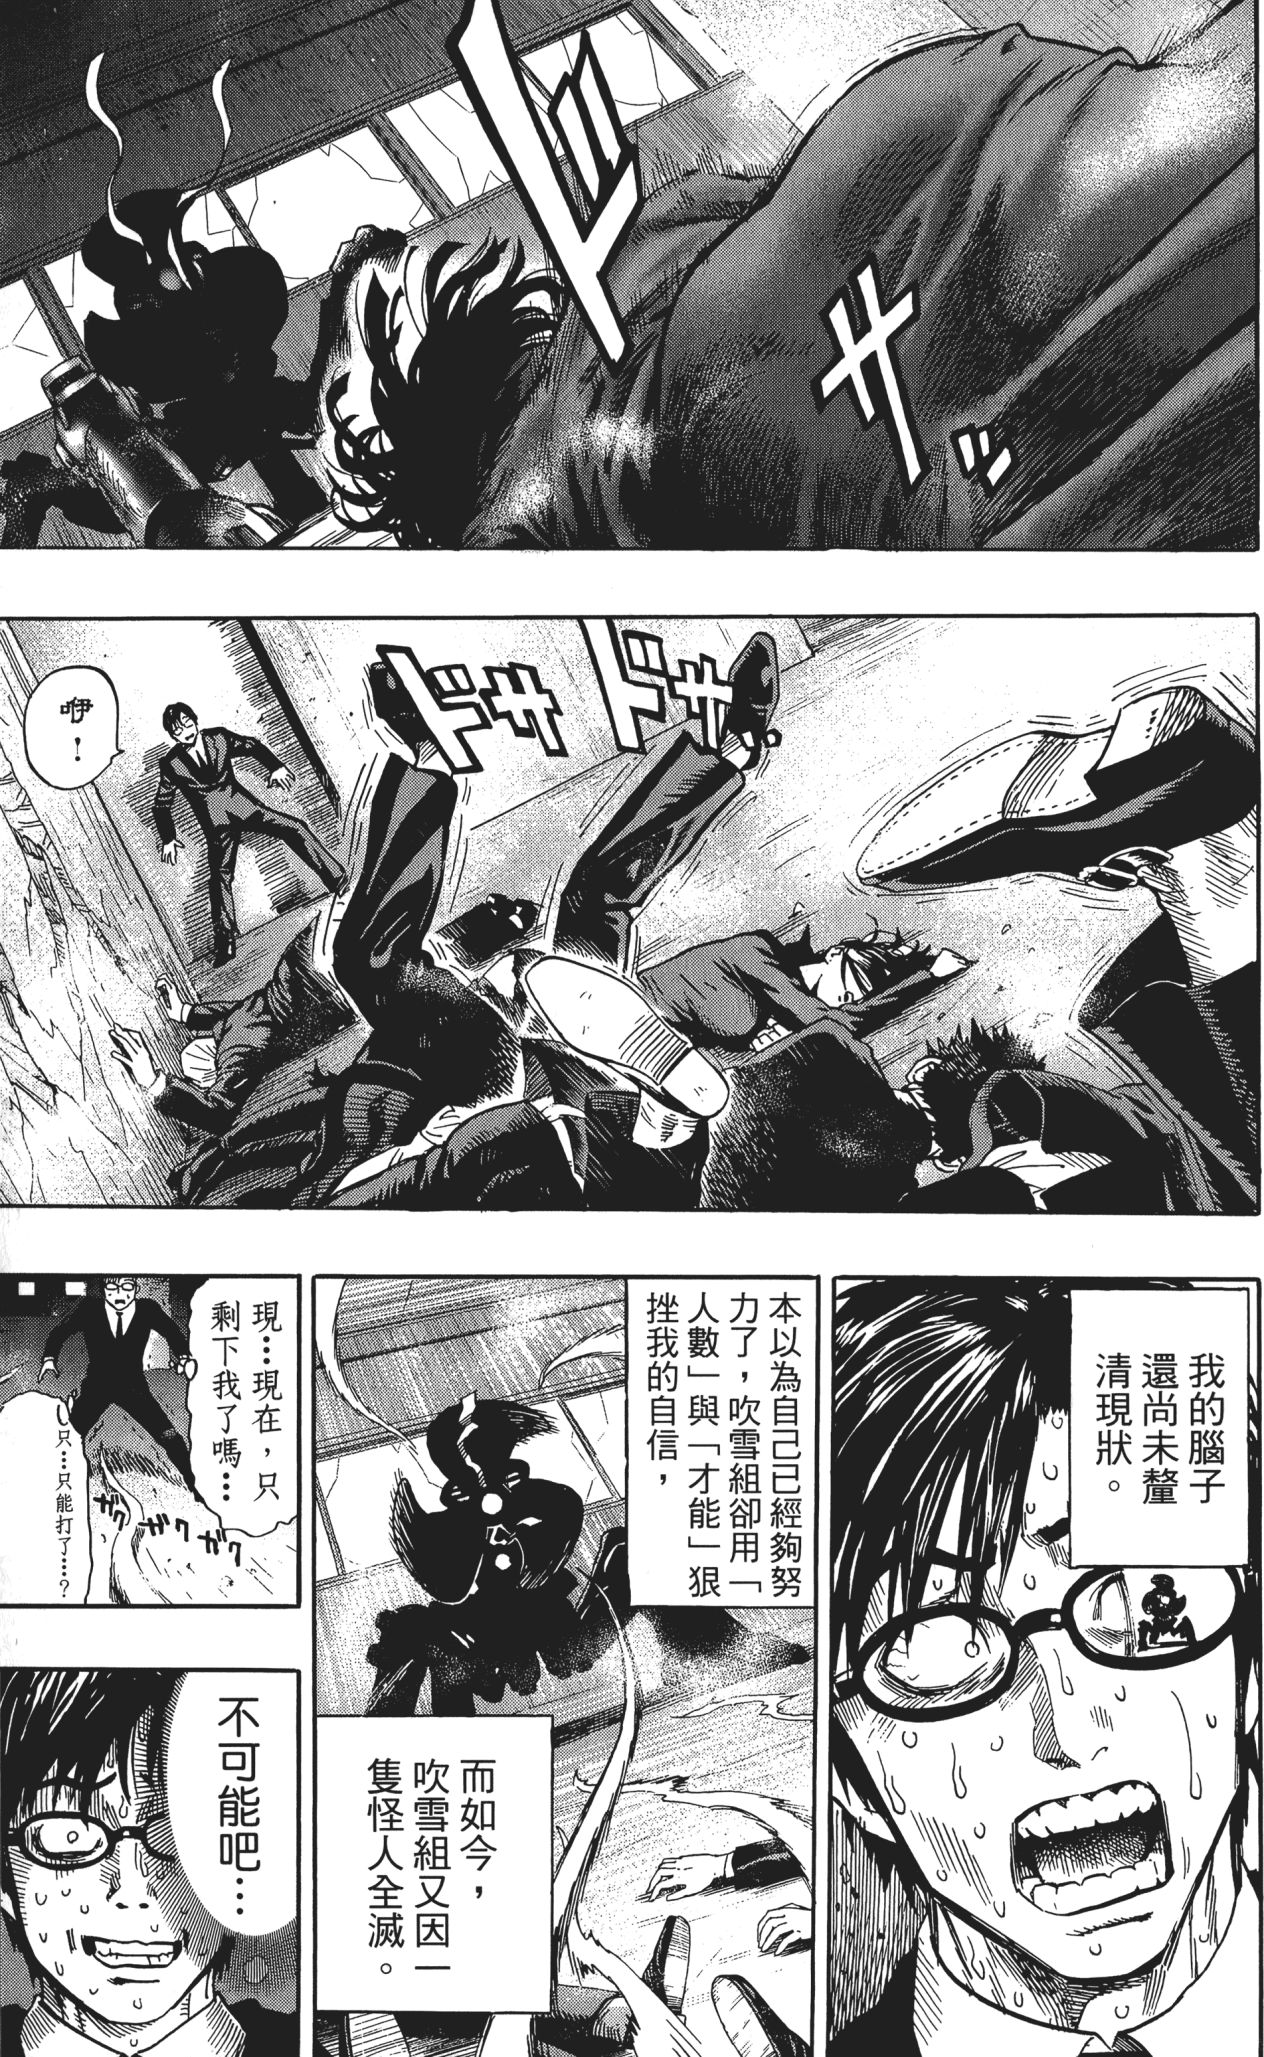 ドサッ
咿！
ドサ
ドサッ
我的腦子
還尚未釐
清現狀。
本以為自己已經夠努
力了，吹雪組卻用「
人數」與「才能」狠
挫我的自信，
而如今，
吹雪組又因一
隻怪人全滅。
現…現在，只
剩下我了嗎…
只…只能打了…？
ギク
ギク
ギク
不可能吧…